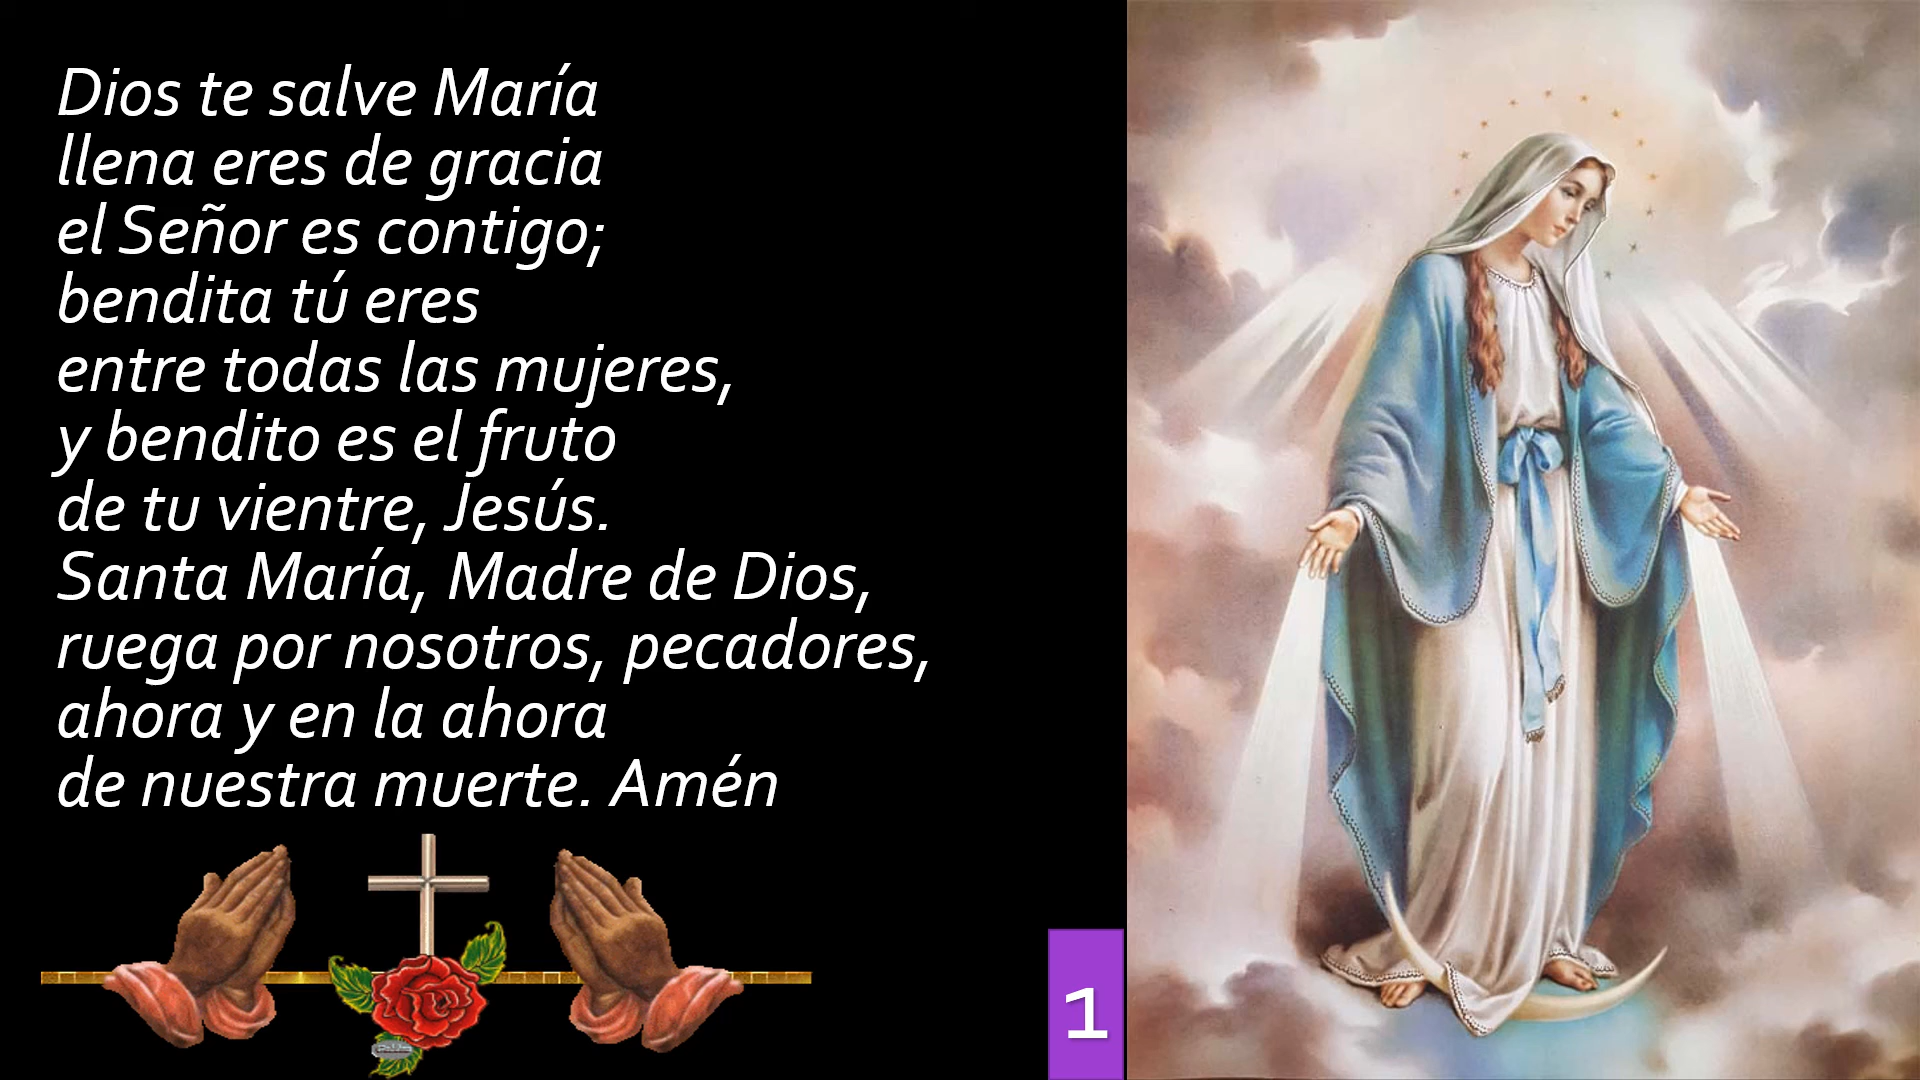 Dios te salve María
llena eres de gracia
el Señor es contigo;
bendita tú eres
entre todas las mujeres,
y bendito es el fruto
de tu vientre, Jesús.
Santa María, Madre de Dios,
ruega por nosotros, pecadores,
ahora y en la ahora
de nuestra muerte. Amén
1